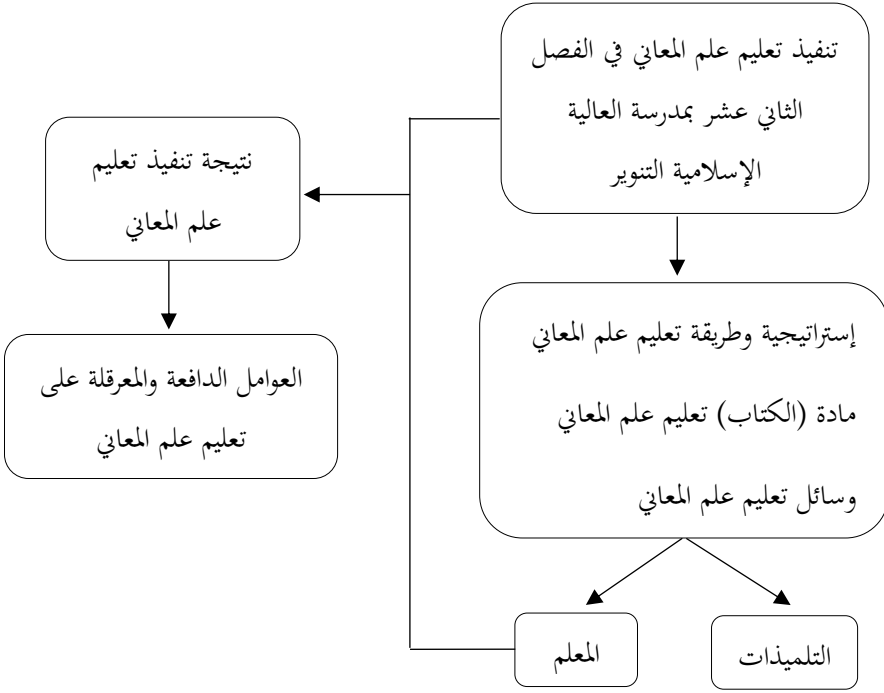 تنفيذ تعليم علم المعاني في الفصل
الثاني عشر بمدرسة العالية
الإسلامية التنوير
نتيجة تنفيذ تعليم
علم المعاني
إستراتيجية وطريقة تعليم علم المعاني
مادة (الكتاب) تعليم علم المعاني
وسائل تعليم علم المعاني
العوامل الدافعة والمعرقلة على
تعليم علم المعاني
التلميذات
المعلم